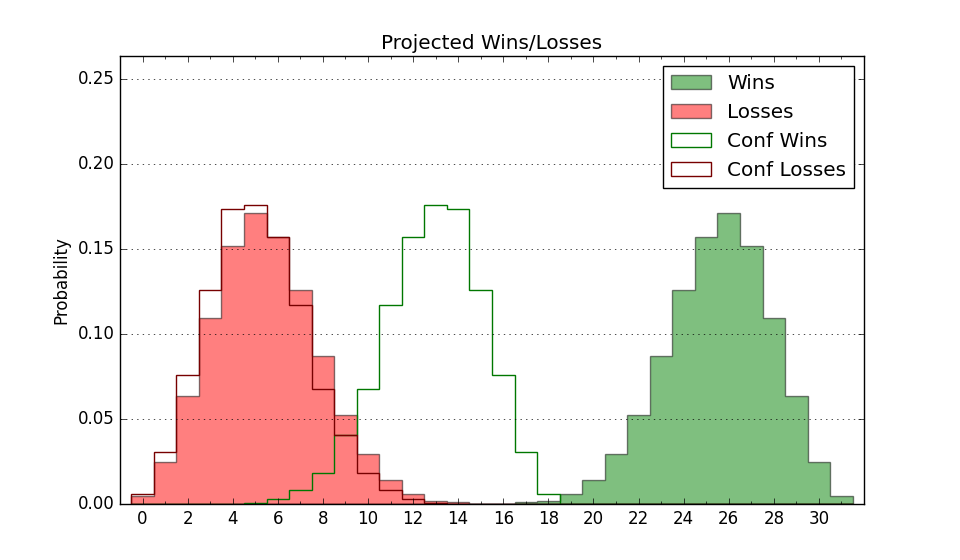 Projected Wins/Losses
0.25
0.20
0.15
0.10
0.05
0.00
Probability
Wins
Losses
Conf Wins
Conf Losses
0 2 4 6 8 10 12 14 16 18 20 22 24 26 28 30